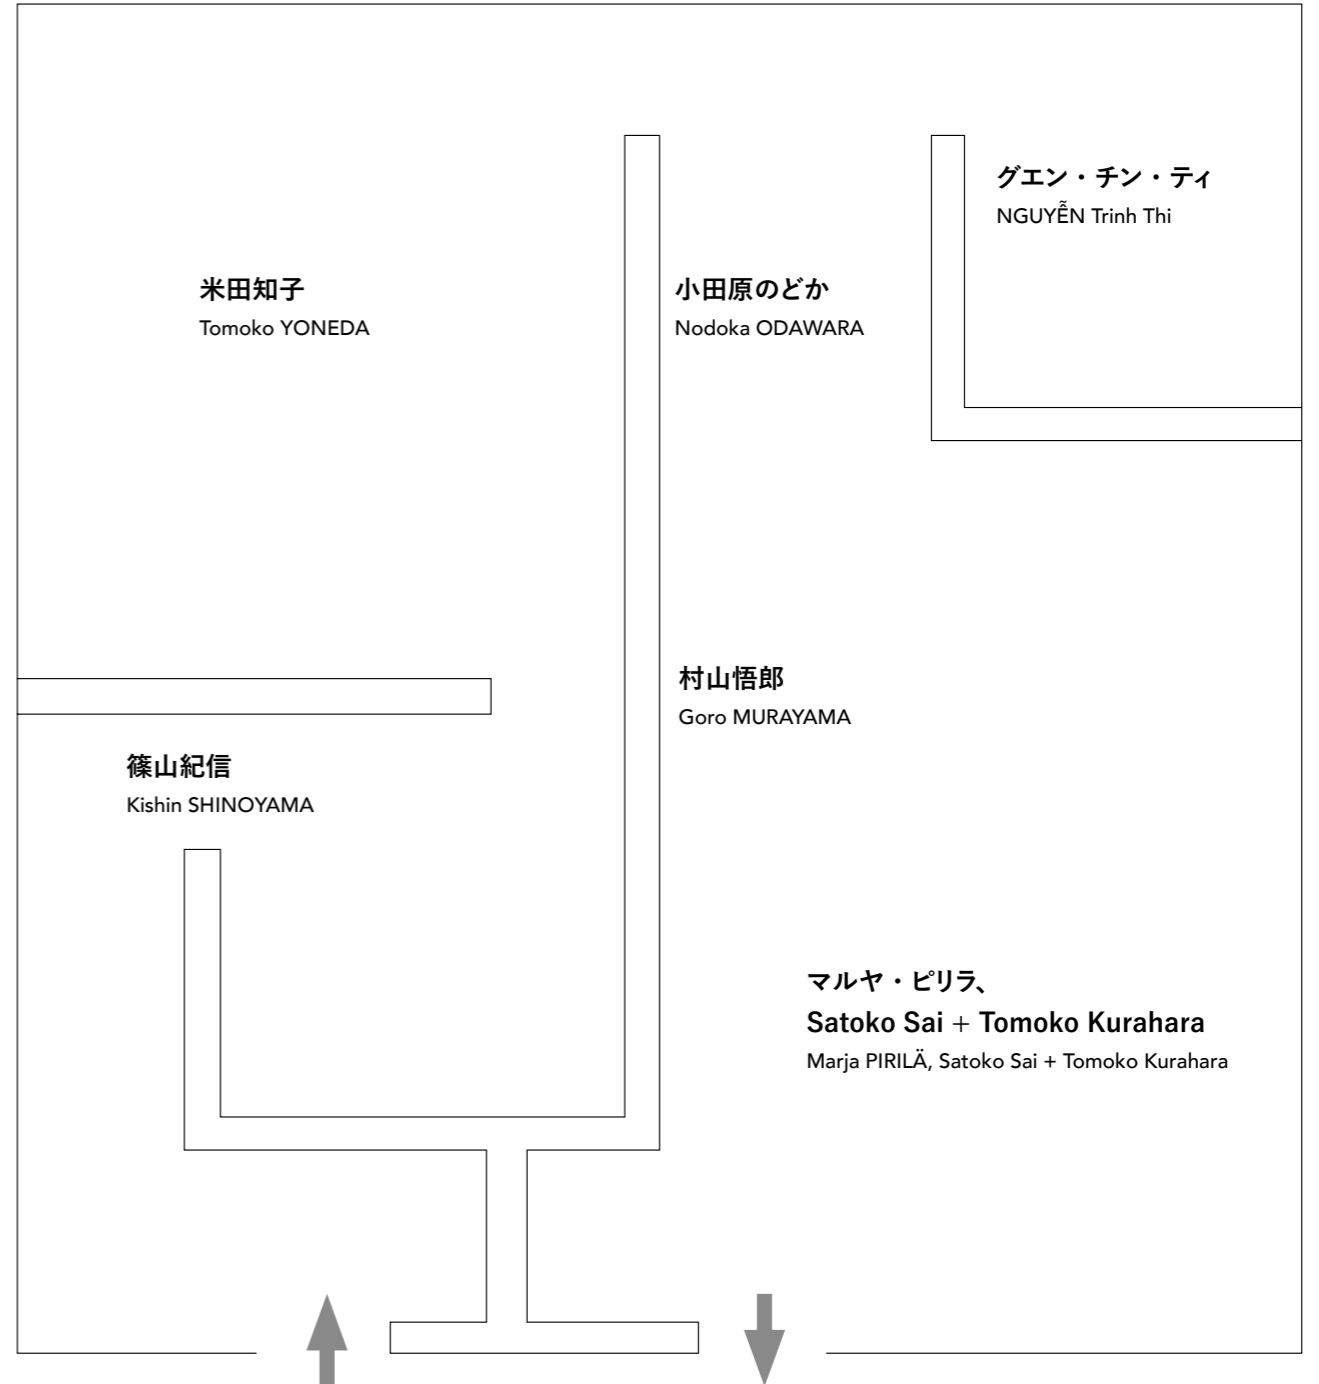 グエン・チン・ティ
NGUYỄN Trinh Thi
米田知子
Tomoko YONEDA
小田原のどか
Nodoka ODAWARA
村山悟郎
Goro MURAYAMA
篠山紀信
Kishin SHINOYAMA
マルヤ・ピリラ、
Satoko Sai + Tomoko Kurahara
Marja PIRILÄ, Satoko Sai + Tomoko Kurahara